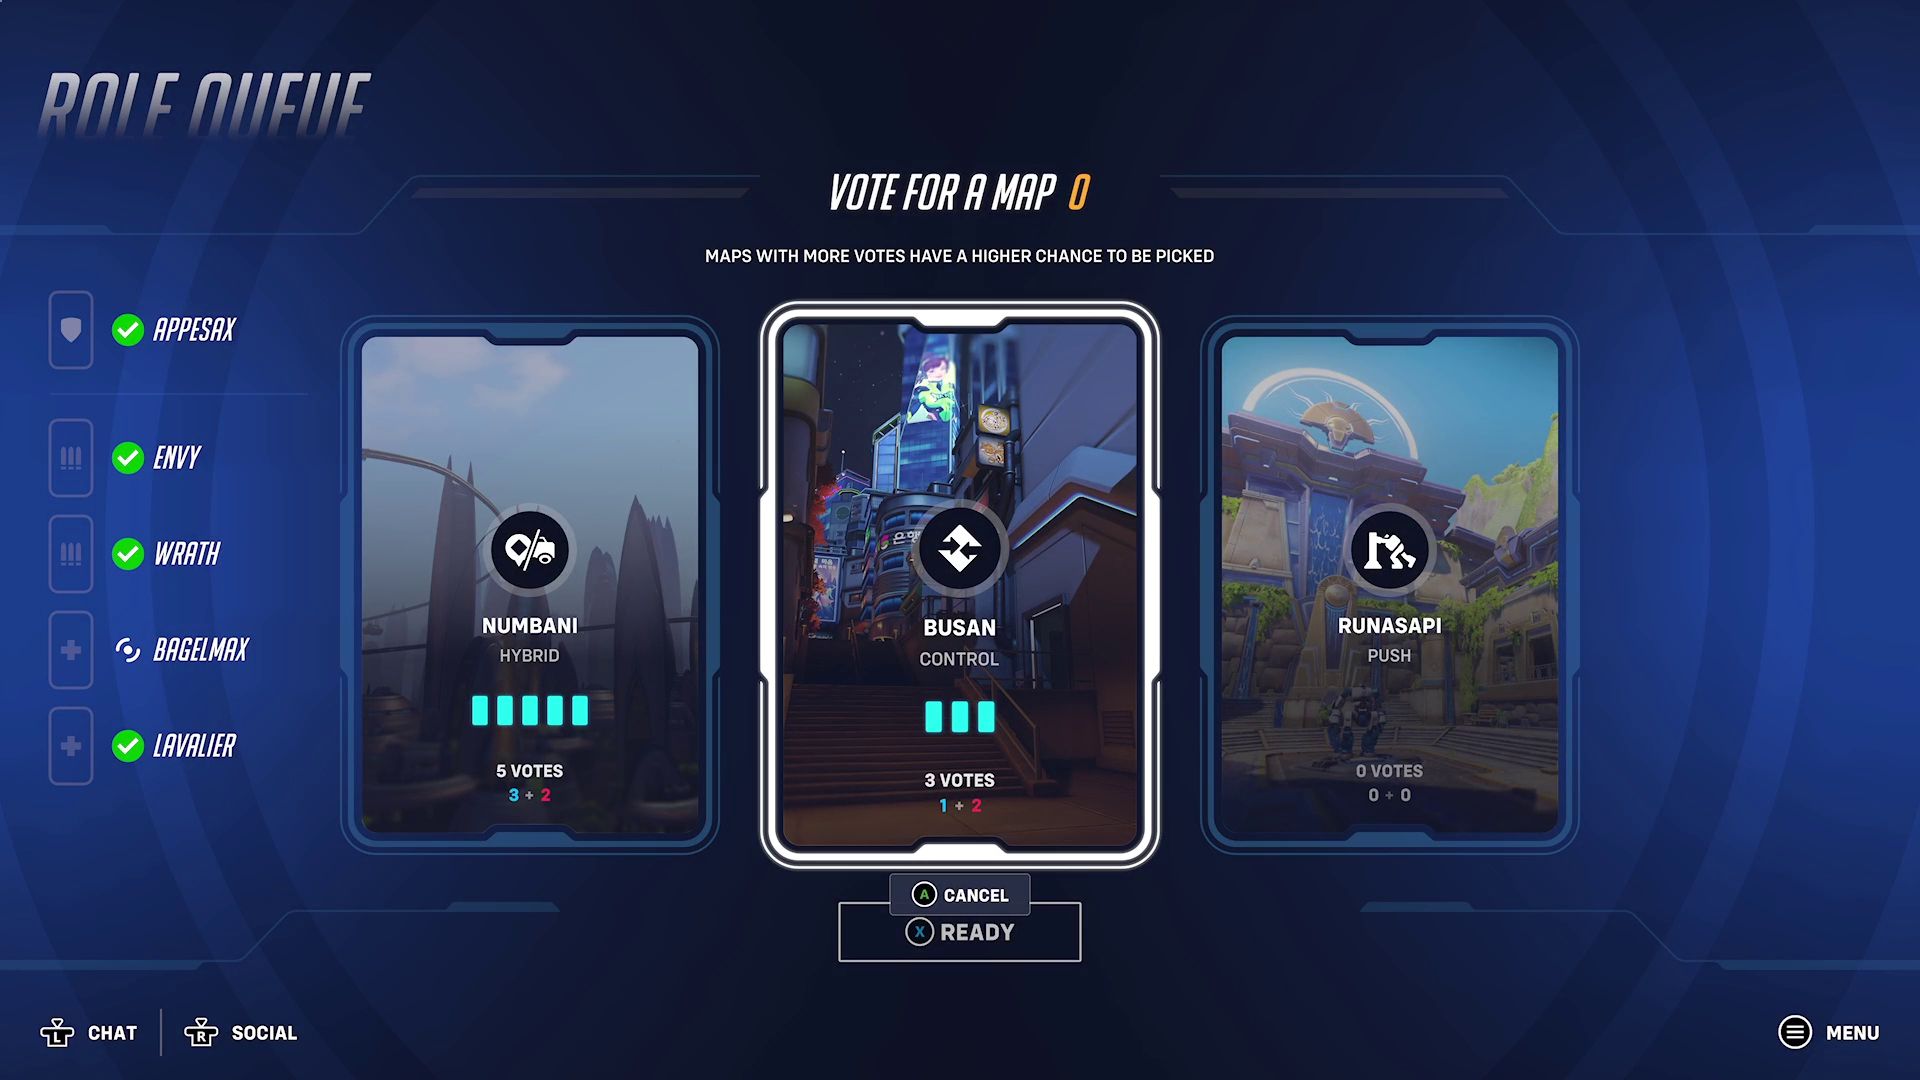 ROLE QUEUE
VOTE FOR A MAP 0
MAPS WITH MORE VOTES HAVE A HIGHER CHANCE TO BE PICKED
APPESAX
ENVY
WRATH
BAGELMAX
LAVALIER
NUMBANI
HYBRID
5 VOTES
3 + 2
은행
BUSAN
CONTROL
3 VOTES
1 + 2
RUNASAPI
PUSH
0 VOTES
0 + 0
A CANCEL
X READY
L CHAT
R SOCIAL
MENU